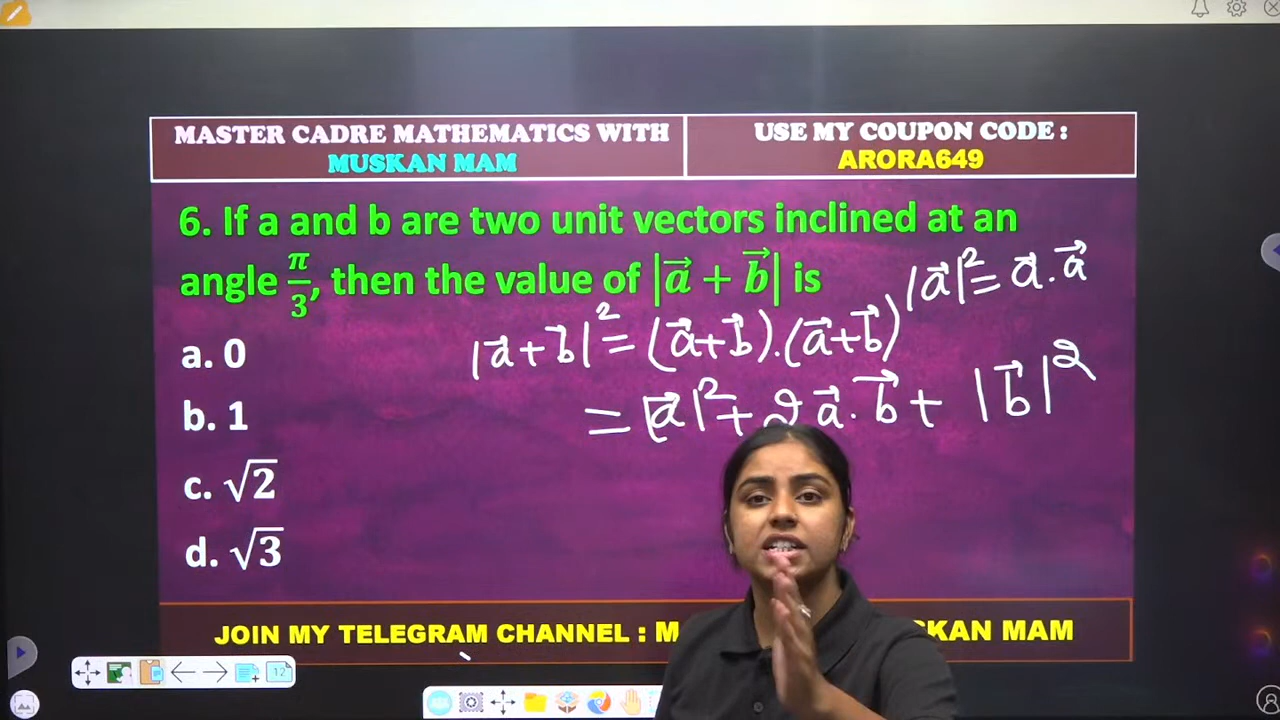 MASTER CADRE MATHEMATICS WITH
MUSKAN MAM
USE MY COUPON CODE :
ARORA649
6. If a and b are two unit vectors inclined at an
angle π/3, then the value of |a⃗ + b⃗| is
|a⃗|² = a⃗.a⃗
|a⃗+b⃗|² = (a⃗+b⃗).(a⃗+b⃗)
= |a⃗|² + 2a⃗.b⃗ + |b⃗|²
a. 0
b. 1
c. √2
d. √3
JOIN MY TELEGRAM CHANNEL : M
SKAN MAM
12